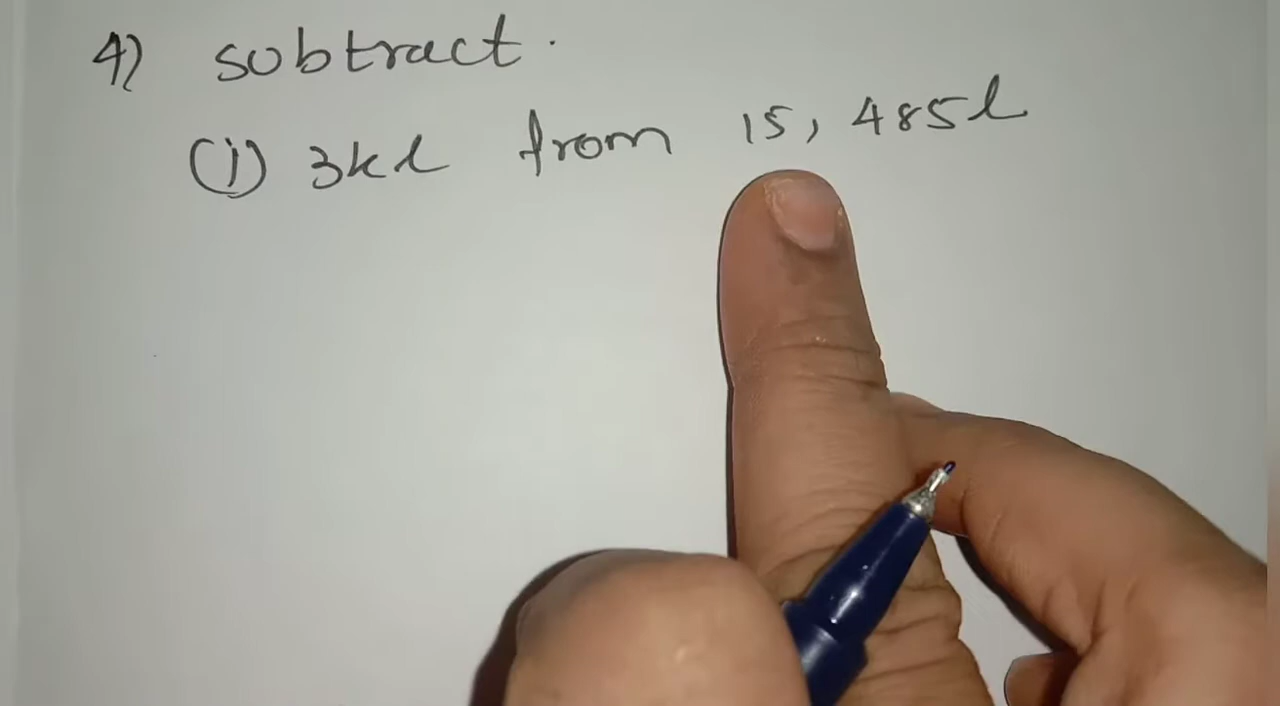 4) subtract.
(i) 3kl from 15,485l